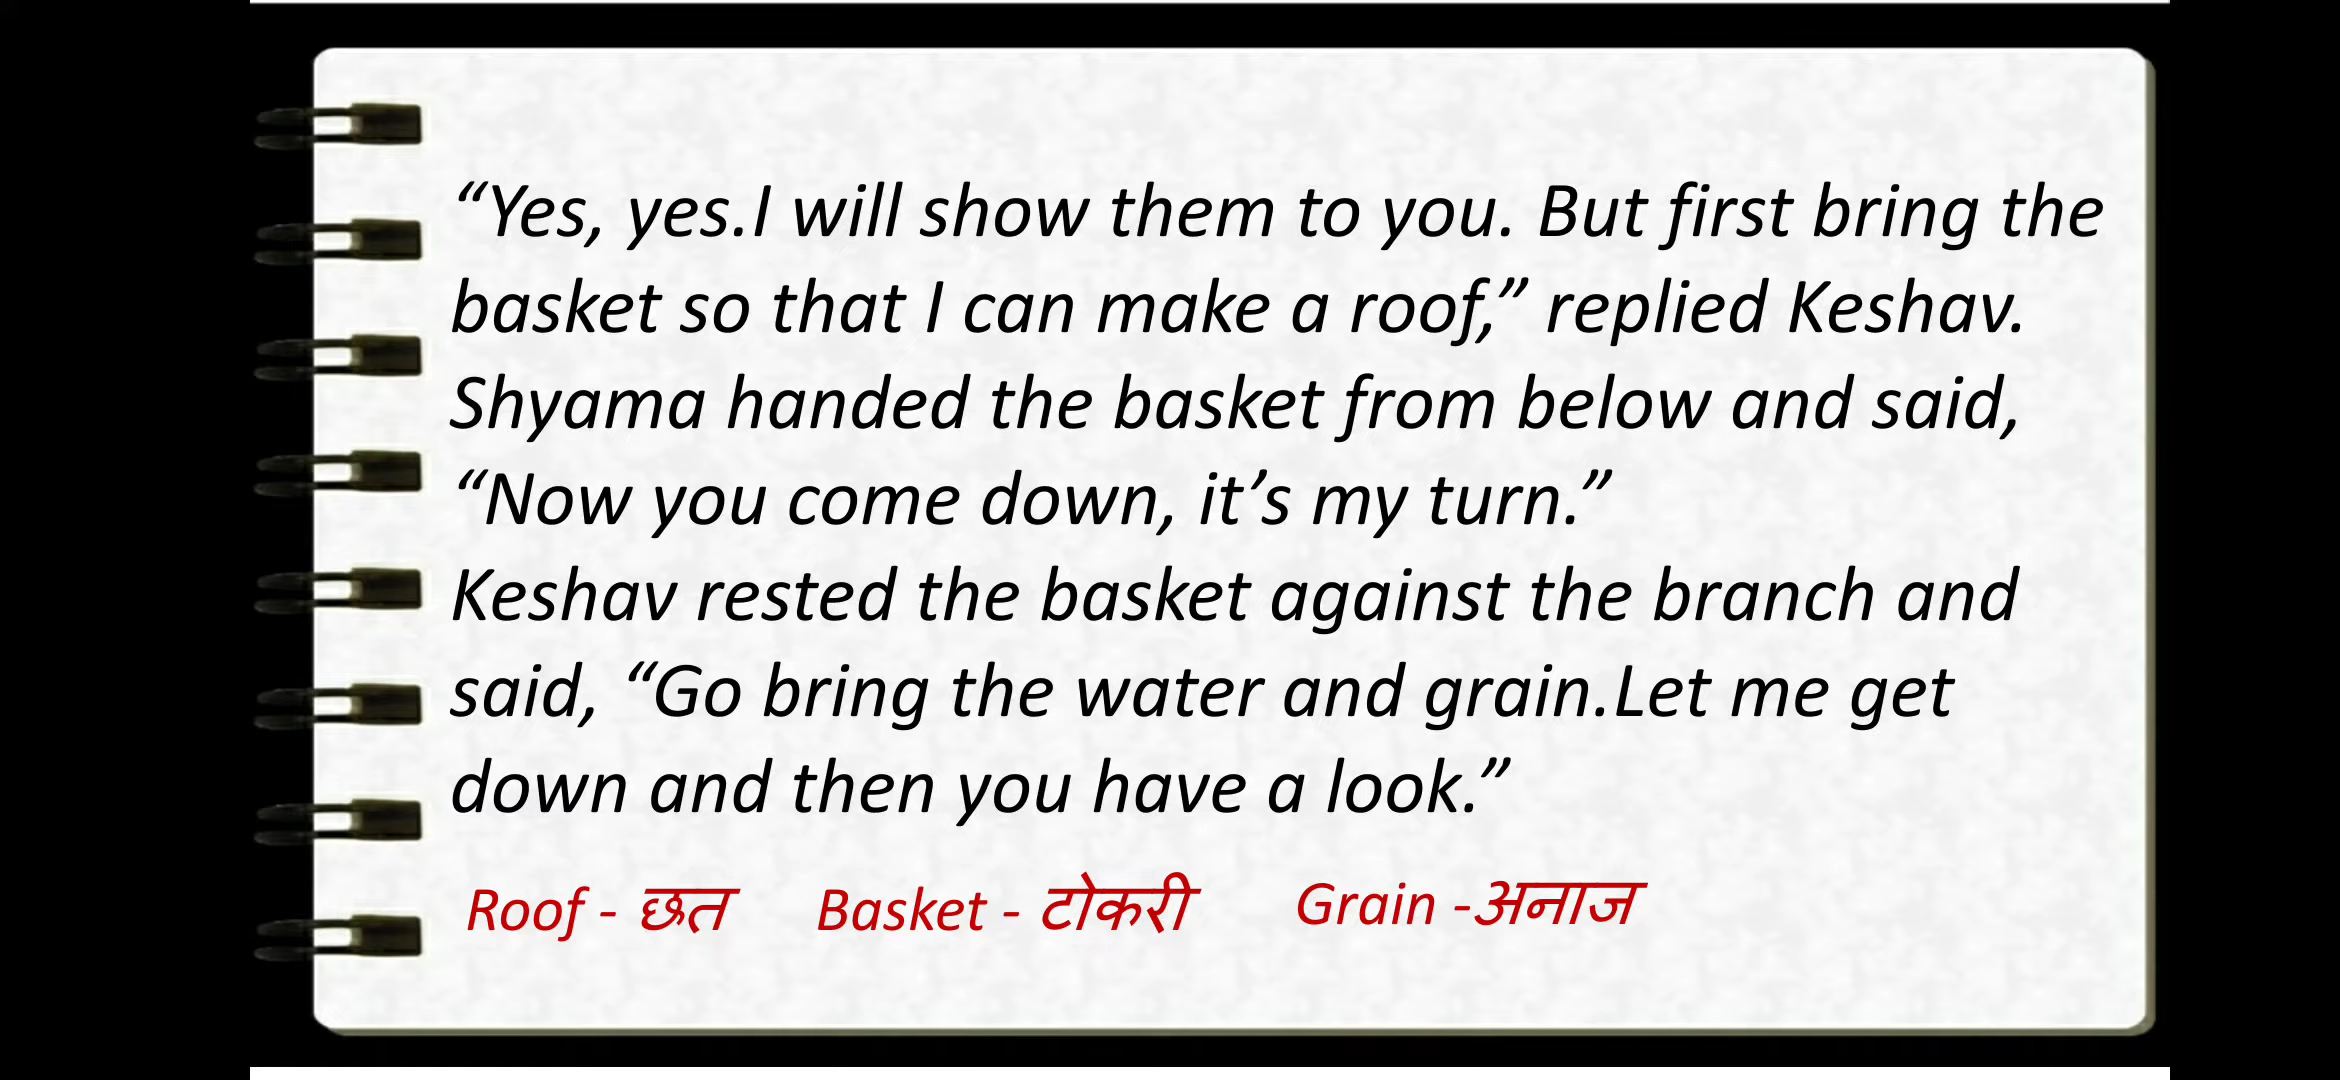 “Yes, yes.I will show them to you. But first bring the
basket so that I can make a roof,” replied Keshav.
Shyama handed the basket from below and said,
“Now you come down, it’s my turn.”
Keshav rested the basket against the branch and
said, “Go bring the water and grain.Let me get
down and then you have a look.”
Roof - छत Basket - टोकरी Grain -अनाज